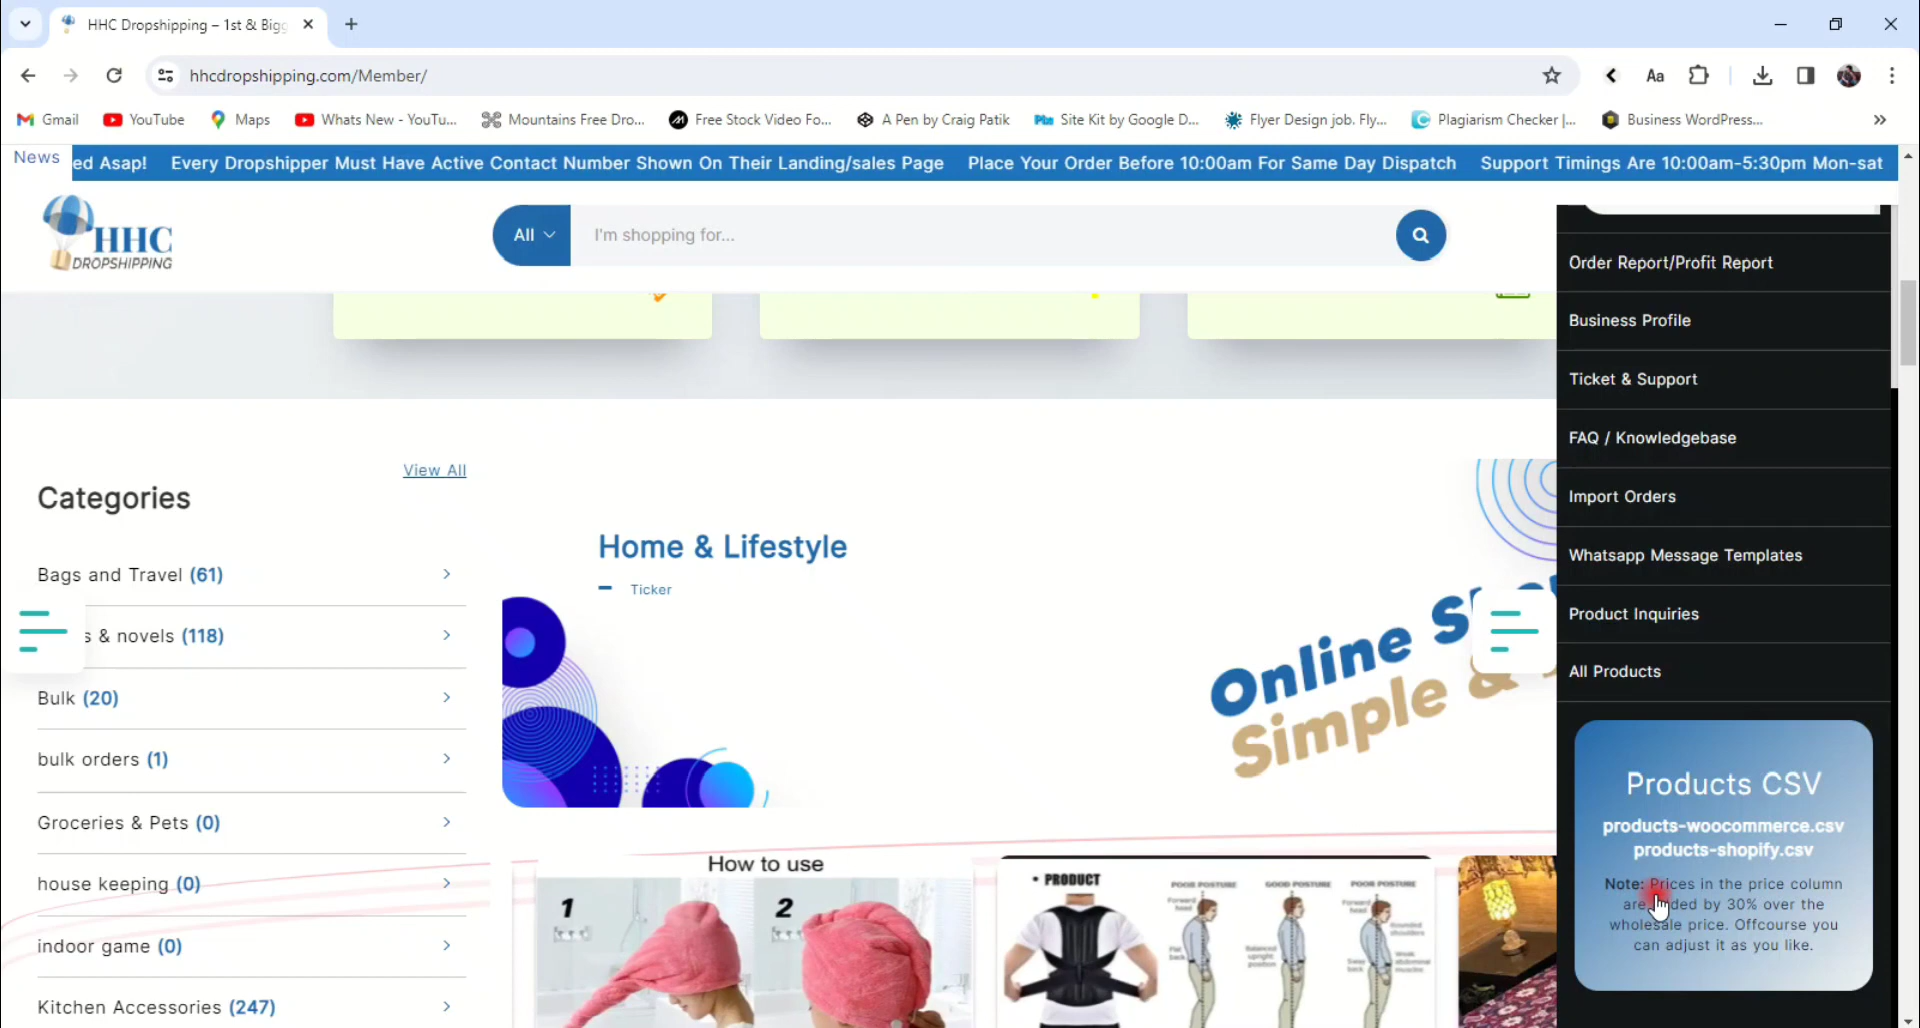 HHC Dropshipping – 1st & Bigg
hhcdropshipping.com/Member/
Aa
Gmail
YouTube
Maps
Whats New - YouTu...
Mountains Free Dro...
Free Stock Video Fo...
A Pen by Craig Patik
Site Kit by Google D...
Flyer Design job. Fly...
Plagiarism Checker |...
Business WordPress...
News
ed Asap! Every Dropshipper Must Have Active Contact Number Shown On Their Landing/sales Page Place Your Order Before 10:00am For Same Day Dispatch Support Timings Are 10:00am-5:30pm Mon-sat
HHC
DROPSHIPPING
All
I'm shopping for...
Order Report/Profit Report
Business Profile
Ticket & Support
FAQ / Knowledgebase
Import Orders
Whatsapp Message Templates
Product Inquiries
All Products
Products CSV
products-woocommerce.csv
products-shopify.csv
Note: Prices in the price column
are by 30% over the
wholesale price. Offcourse you
can adjust it as you like.
View All
Categories
Bags and Travel (61)
s & novels (118)
Bulk (20)
bulk orders (1)
Groceries & Pets (0)
house keeping (0)
indoor game (0)
Kitchen Accessories (247)
Home & Lifestyle
Ticker
Online
Simple &
How to use
1
2
• PRODUCT
POOR POSTURE
GOOD POSTURE
POOR POSTURE
Forward
head
Flat
back
Balanced
upright
position
Forward
head
Rounded
shoulders
Sway
back
Weak
abdominal
muscles